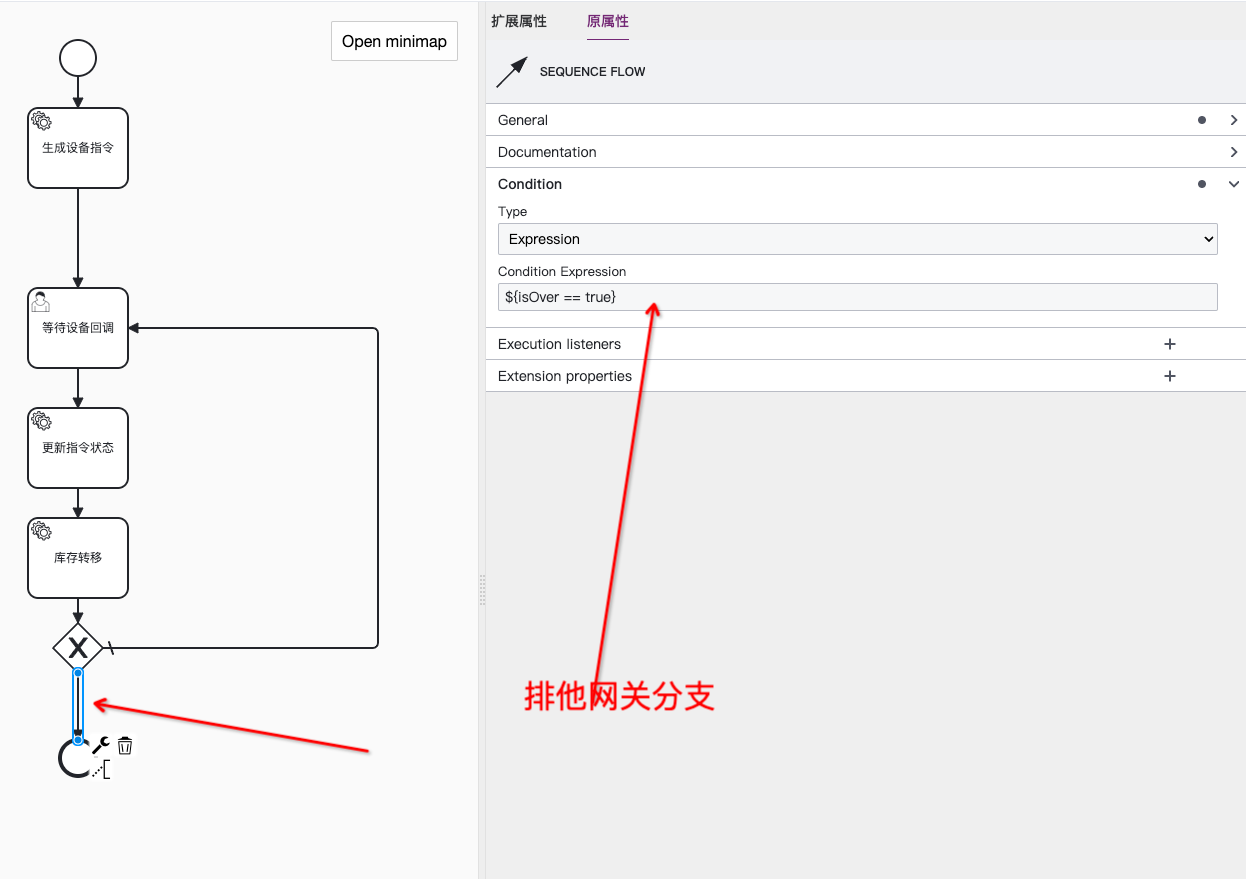 Open minimap
生成设备指令
等待设备回调
更新指令状态
库存转移
X
扩展属性 原属性
SEQUENCE FLOW
General
Documentation
Condition
Type
Expression
Condition Expression
${isOver == true}
Execution listeners
Extension properties
排他网关分支